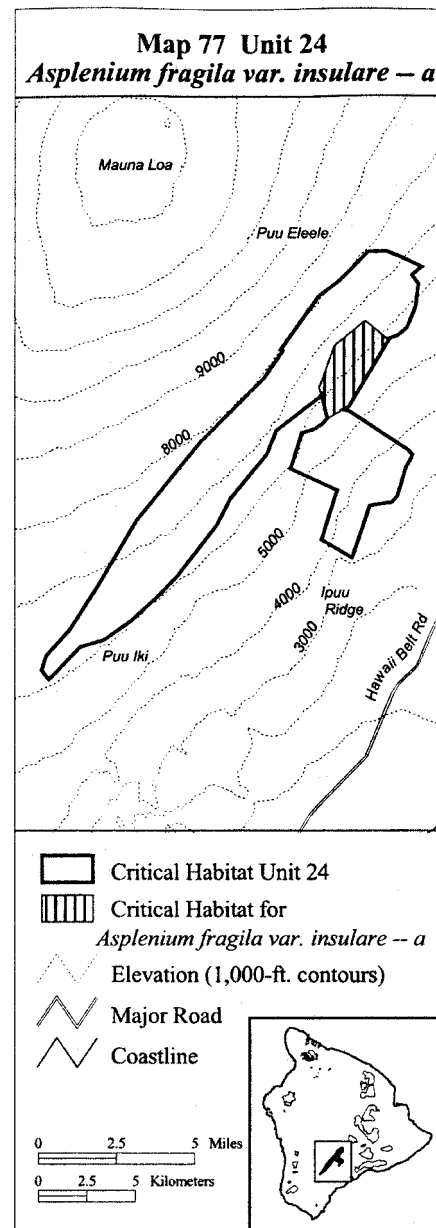 Map 77 Unit 24
Asplenium fragila var. insulare -- a
Mauna Loa
Puu Eleele
9000
8000
5000
4000
3000
Ipuu
Ridge
Puu Iki
Hawaii Belt Rd
Critical Habitat Unit 24
Critical Habitat for
Asplenium fragila var. insulare -- a
Elevation (1,000-ft. contours)
Major Road
Coastline
0 2.5 5 Miles
0 2.5 5 Kilometers